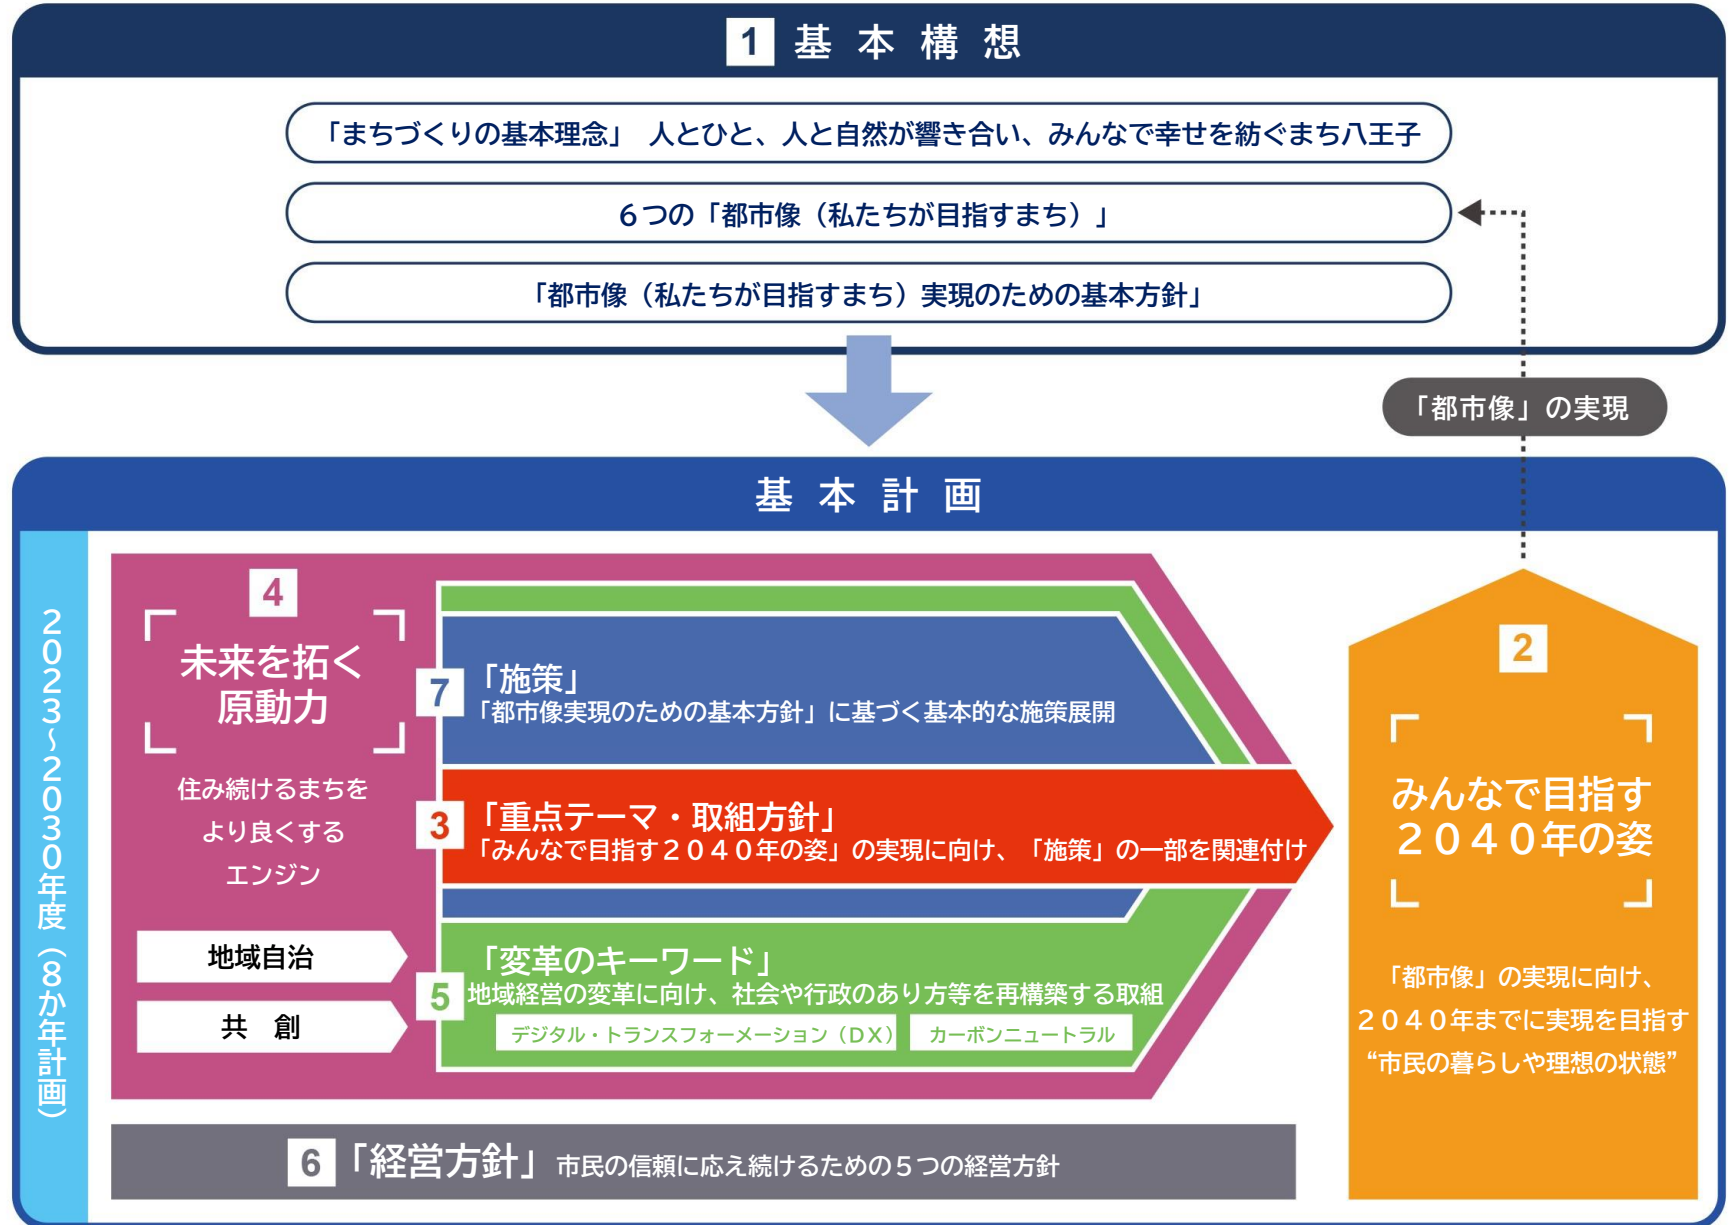 1 基本構想
「まちづくりの基本理念」 人とひと、人と自然が響き合い、みんなで幸せを紡ぐまち八王子
６つの「都市像（私たちが目指すまち）」
「都市像（私たちが目指すまち）実現のための基本方針」
「都市像」の実現
基本計画
２０２３～２０３０年度（８か年計画）
4
未来を拓く
原動力
住み続けるまちを
より良くする
エンジン
地域自治
共　創
7 「施策」
「都市像実現のための基本方針」に基づく基本的な施策展開
3 「重点テーマ・取組方針」
「みんなで目指す２０４０年の姿」の実現に向け、「施策」の一部を関連付け
5 「変革のキーワード」
地域経営の変革に向け、社会や行政のあり方等を再構築する取組
デジタル・トランスフォーメーション（ＤＸ） カーボンニュートラル
2
みんなで目指す
２０４０年の姿
「都市像」の実現に向け、
２０４０年までに実現を目指す
“市民の暮らしや理想の状態”
6 「経営方針」 市民の信頼に応え続けるための５つの経営方針